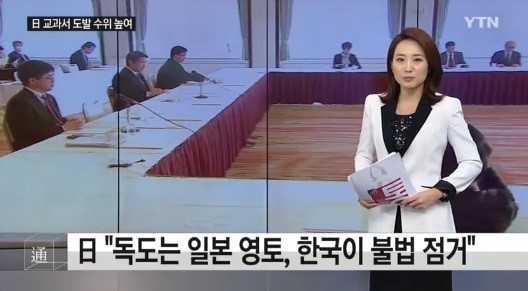 日 교과서 도발 수위 높여
YTN
通
日 "독도는 일본 영토, 한국이 불법 점거"